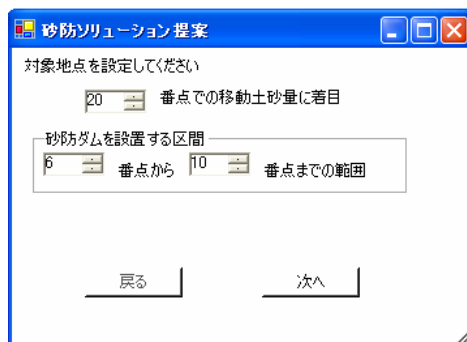 砂防ソリューション提案
対象地点を設定してください
20 番点での移動土砂量に着目
砂防ダムを設置する区間
6 番点から 10 番点までの範囲
戻る 次へ